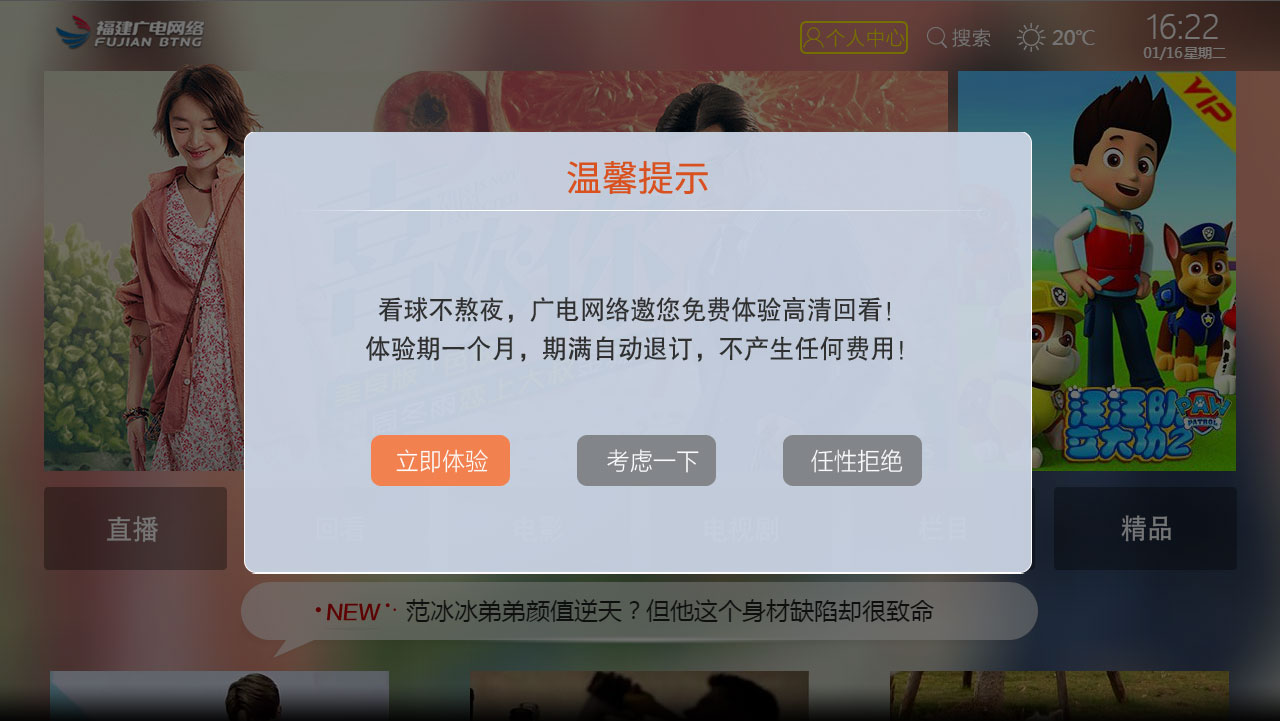 福建广电网络
FUJIAN BTNG
个人中心
搜索
20℃
16:22
01/16 星期二
VIP
温馨提示
看球不熬夜，广电网络邀您免费体验高清回看！
体验期一个月，期满自动退订，不产生任何费用！
汪汪队
立大功2
PAW
PATROL
立即体验
考虑一下
任性拒绝
直播
回看
电影
电视剧
栏目
精品
·NEW· 范冰冰弟弟颜值逆天？但他这个身材缺陷却很致命